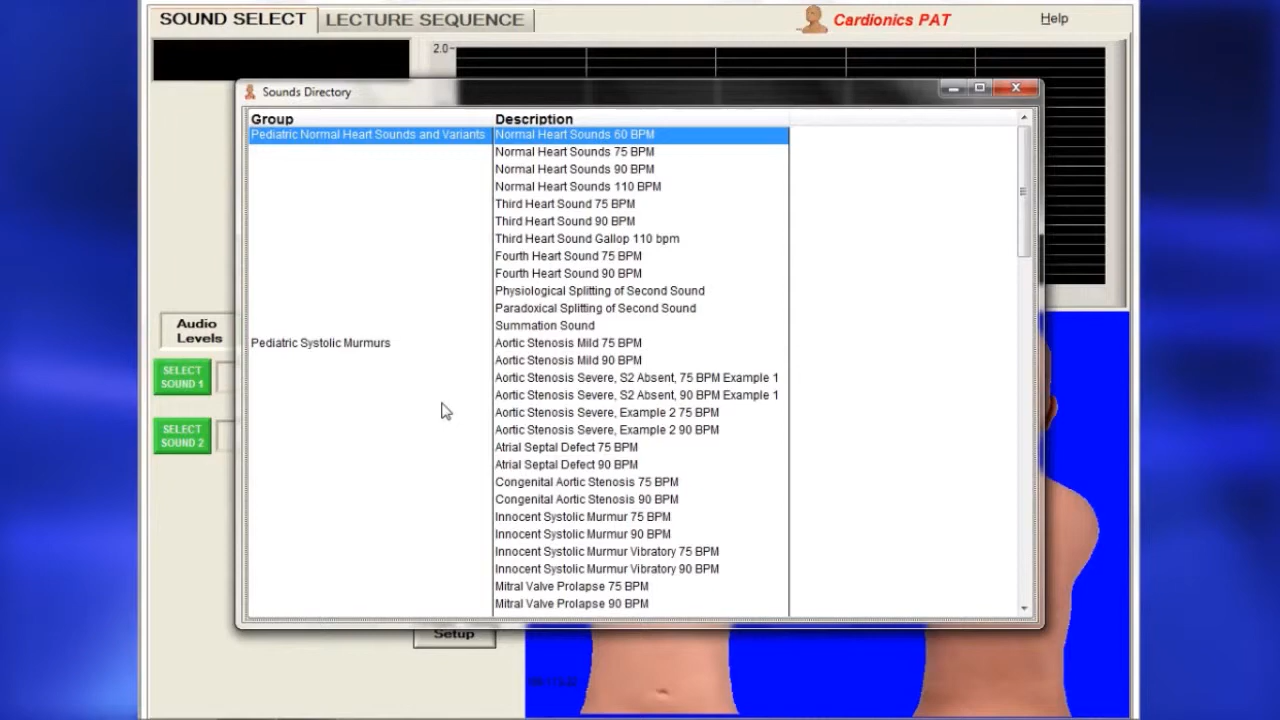 SOUND SELECT
LECTURE SEQUENCE
Cardionics PAT
Help
2.0
Sounds Directory
Group Description
Pediatric Normal Heart Sounds and Variants Normal Heart Sounds 60 BPM
Normal Heart Sounds 75 BPM
Normal Heart Sounds 90 BPM
Normal Heart Sounds 110 BPM
Third Heart Sound 75 BPM
Third Heart Sound 90 BPM
Third Heart Sound Gallop 110 bpm
Fourth Heart Sound 75 BPM
Fourth Heart Sound 90 BPM
Physiological Splitting of Second Sound
Paradoxical Splitting of Second Sound
Summation Sound
Pediatric Systolic Murmurs Aortic Stenosis Mild 75 BPM
Aortic Stenosis Mild 90 BPM
Aortic Stenosis Severe, S2 Absent, 75 BPM Example 1
Aortic Stenosis Severe, S2 Absent, 90 BPM Example 1
Aortic Stenosis Severe, Example 2 75 BPM
Aortic Stenosis Severe, Example 2 90 BPM
Atrial Septal Defect 75 BPM
Atrial Septal Defect 90 BPM
Congenital Aortic Stenosis 75 BPM
Congenital Aortic Stenosis 90 BPM
Innocent Systolic Murmur 75 BPM
Innocent Systolic Murmur 90 BPM
Innocent Systolic Murmur Vibratory 75 BPM
Innocent Systolic Murmur Vibratory 90 BPM
Mitral Valve Prolapse 75 BPM
Mitral Valve Prolapse 90 BPM
Audio
Levels
SELECT
SOUND 1
SELECT
SOUND 2
Setup